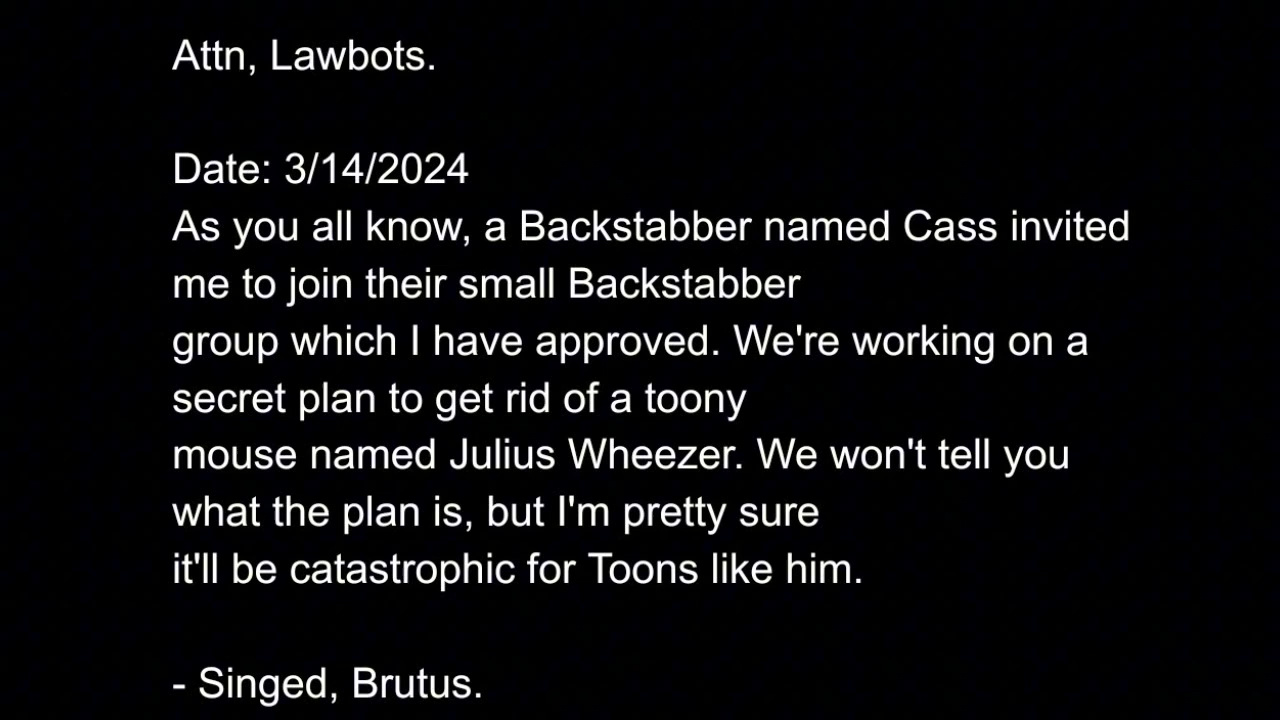 Attn, Lawbots.
Date: 3/14/2024
As you all know, a Backstabber named Cass invited
me to join their small Backstabber
group which I have approved. We're working on a
secret plan to get rid of a toony
mouse named Julius Wheezer. We won't tell you
what the plan is, but I'm pretty sure
it'll be catastrophic for Toons like him.
- Singed, Brutus.